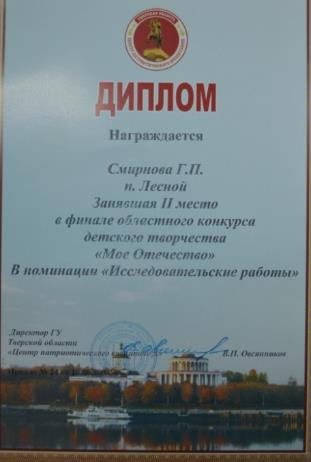 ДИПЛОМ
Награждается
Смирнова Г.П.
п. Лесной
Занявшая II место
в финале областного конкурса
детского творчества
«Мое Отечество»
В номинации «Исследовательские работы»
Директор ГУ
Тверской области
«Центр патриотического
В.П. Овсянников